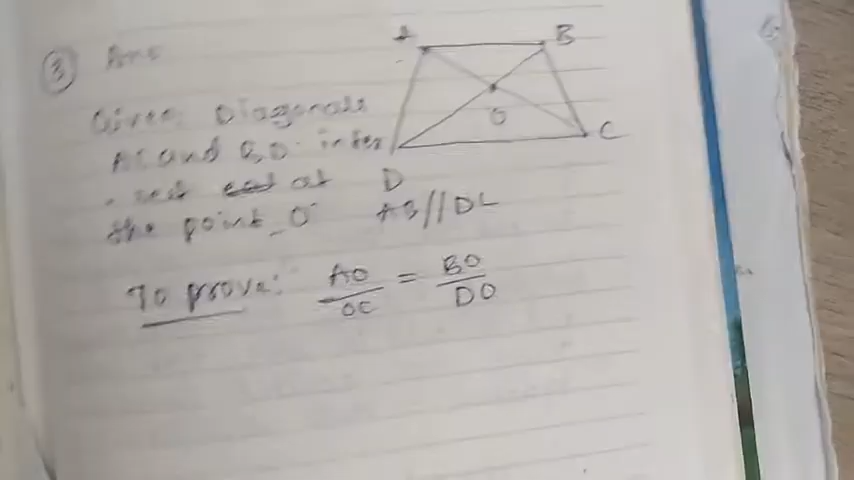 ③ Ans
A B
O
C
Given: Diagonals
AC and BD inter
sect at D
the point O AB//DC
To prove: AO/OC = BO/DO